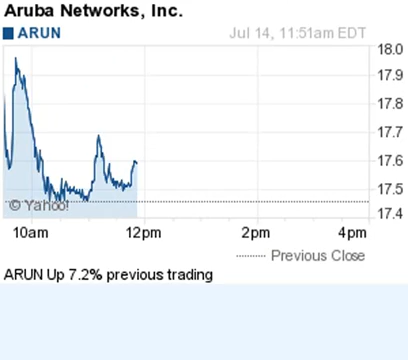 Aruba Networks, Inc.
ARUN Jul 14, 11:51am EDT
18.0
17.9
17.8
17.7
17.6
17.5
17.4
© Yahoo!
10am 12pm 2pm 4pm
Previous Close
ARUN Up 7.2% previous trading